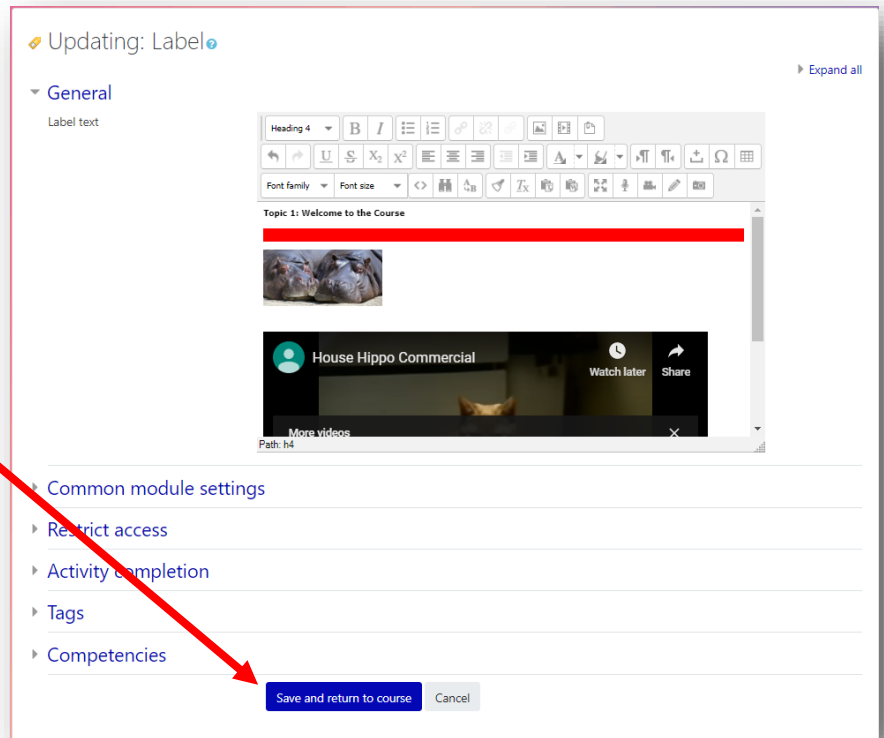 Updating: Label
Expand all
General
Label text
Heading 4
Font family Font size
Topic 1: Welcome to the Course
House Hippo Commercial
Watch later Share
More videos
Path: h4
Common module settings
Restrict access
Activity completion
Tags
Competencies
Save and return to course Cancel